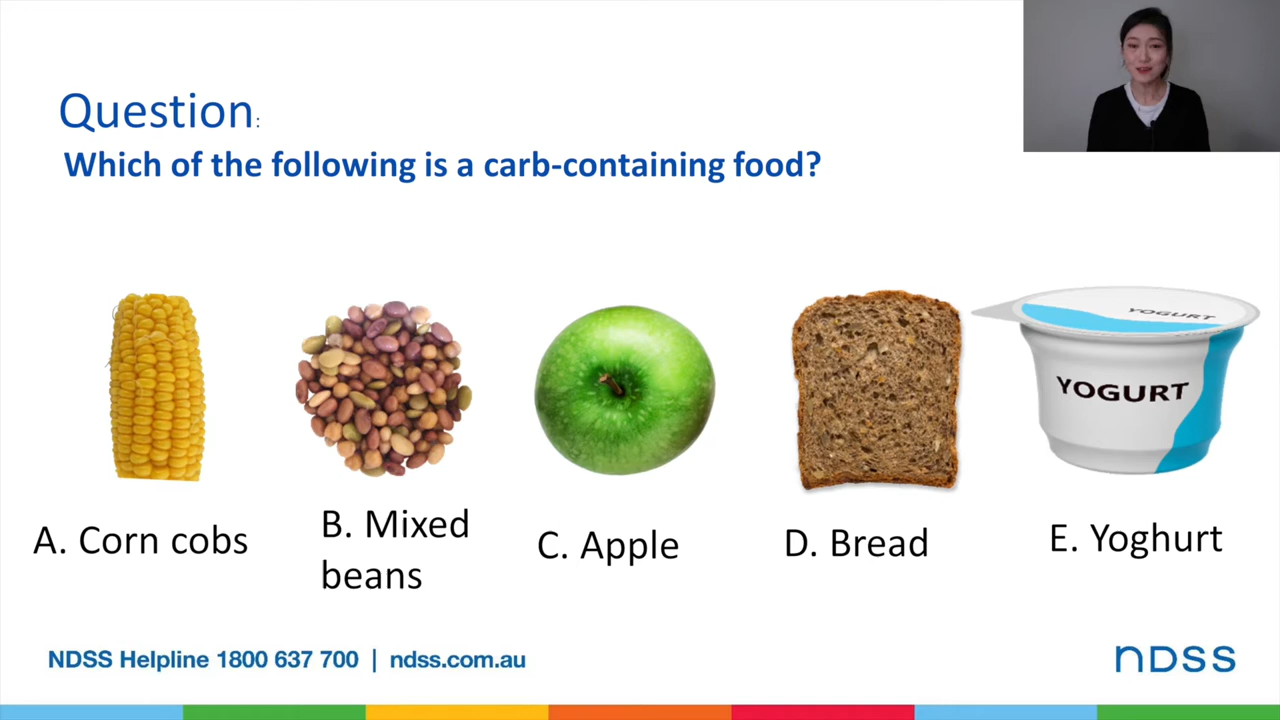 Question:
Which of the following is a carb-containing food?
YOGURT
YOGURT
A. Corn cobs
B. Mixed
beans
C. Apple
D. Bread
E. Yoghurt
NDSS Helpline 1800 637 700 | ndss.com.au
ndss